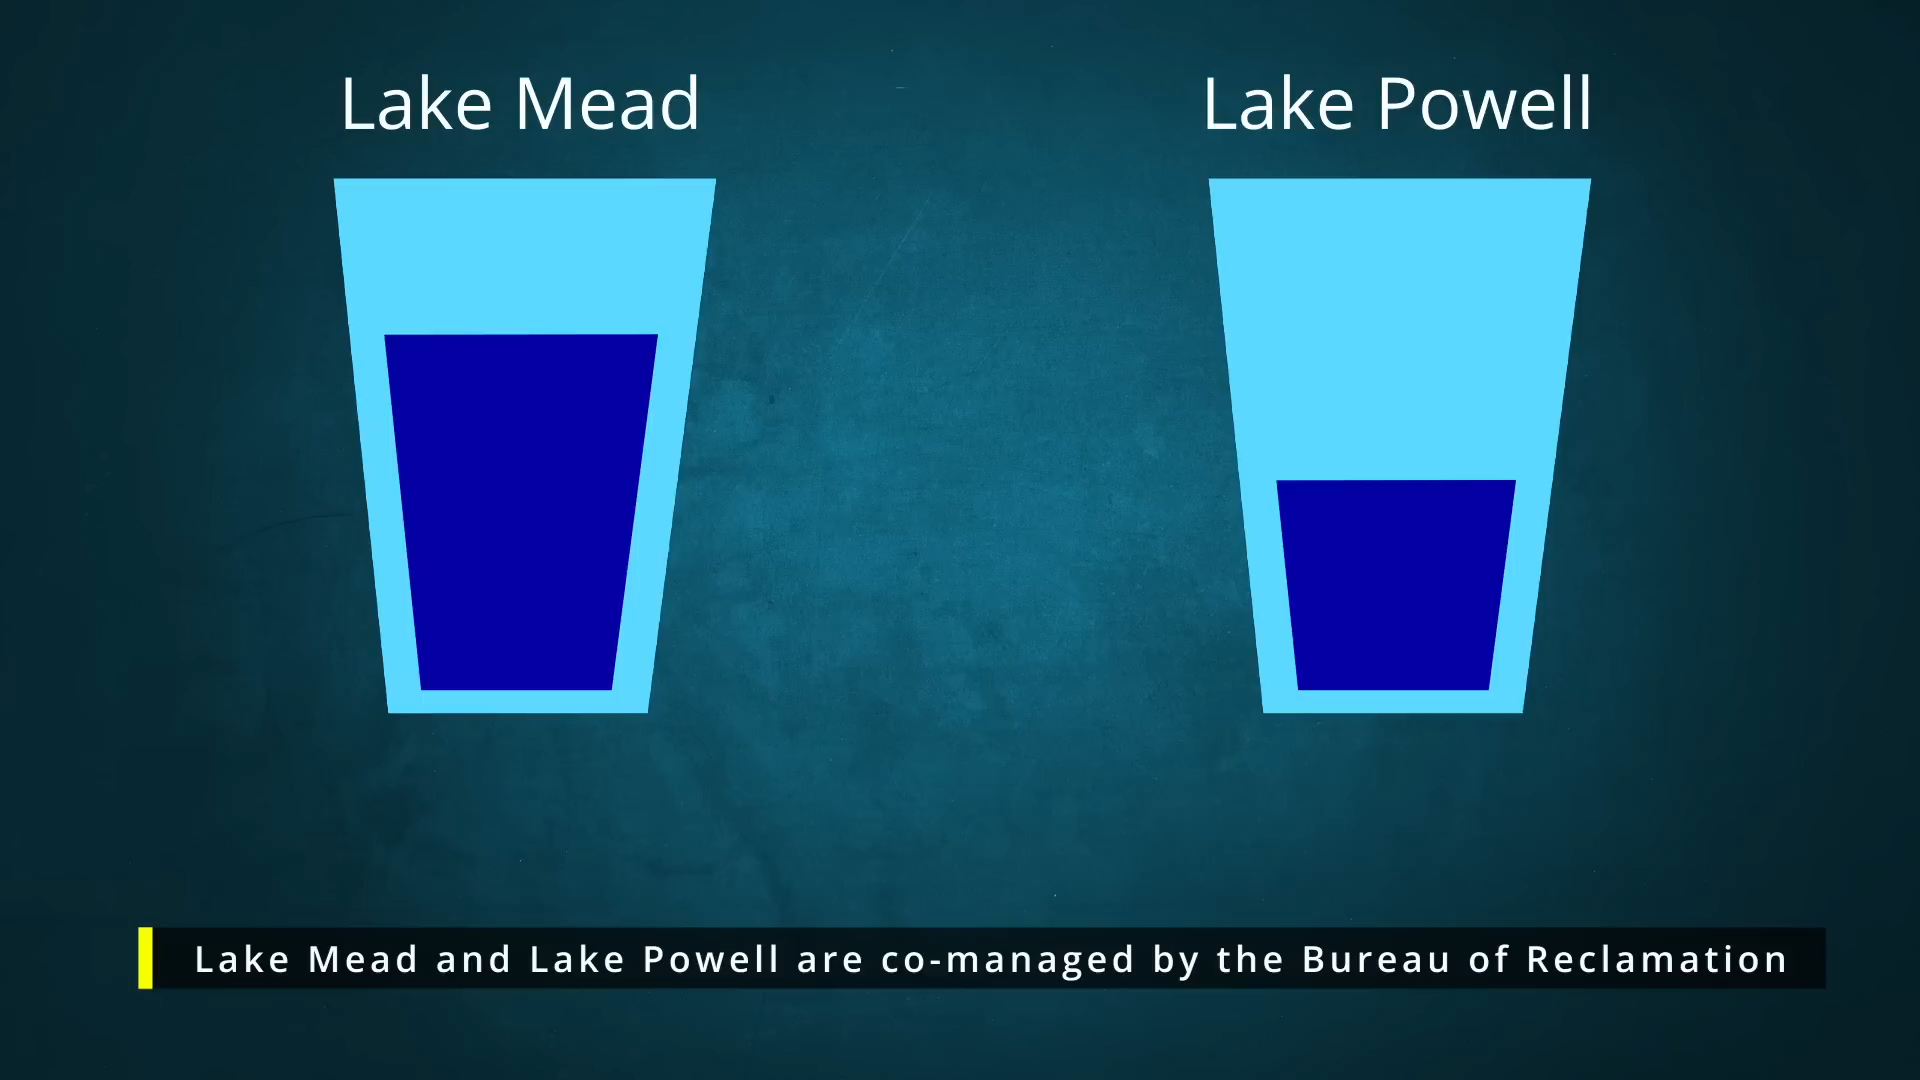 Lake Mead
Lake Powell
Lake Mead and Lake Powell are co-managed by the Bureau of Reclamation